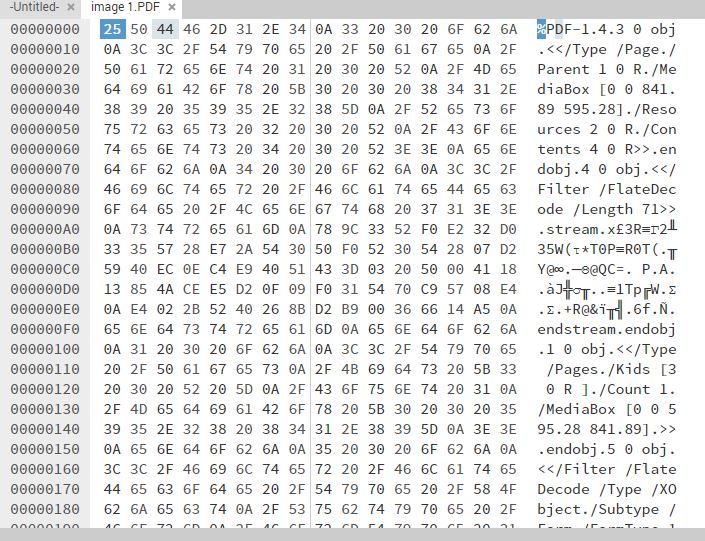 -Untitled- × image 1.PDF ×
00000000 25 50 44 46 2D 31 2E 34 0A 33 20 30 20 6F 62 6A %PDF-1.4.3 0 obj
00000010 0A 3C 3C 2F 54 79 70 65 20 2F 50 61 67 65 0A 2F .<</Type /Page./
00000020 50 61 72 65 6E 74 20 31 20 30 20 52 0A 2F 4D 65 Parent 1 0 R./Me
00000030 64 69 61 42 6F 78 20 5B 30 20 30 20 38 34 31 2E diaBox [0 0 841.
00000040 38 39 20 35 39 35 2E 32 38 5D 0A 2F 52 65 73 6F 89 595.28]./Reso
00000050 75 72 63 65 73 20 32 20 30 20 52 0A 2F 43 6F 6E urces 2 0 R./Con
00000060 74 65 6E 74 73 20 34 20 30 20 52 3E 3E 0A 65 6E tents 4 0 R>>.en
00000070 64 6F 62 6A 0A 34 20 30 20 6F 62 6A 0A 3C 3C 2F dobj.4 0 obj.<</
00000080 46 69 6C 74 65 72 20 2F 46 6C 61 74 65 44 65 63 Filter /FlateDec
00000090 6F 64 65 20 2F 4C 65 6E 67 74 68 20 37 31 3E 3E ode /Length 71>>
000000A0 0A 73 74 72 65 61 6D 0A 78 9C 33 52 F0 E2 32 D0 .stream.x£3R≡Γ2╨
000000B0 33 35 57 28 E7 2A 54 30 50 F0 52 30 54 28 07 D2 35W(τ*T0P≡R0T(.╥
000000C0 59 40 EC 0E C4 E9 40 51 43 3D 03 20 50 00 41 18 Y@∞.─Θ@QC=. P.A.
000000D0 13 85 4A CE E5 D2 0F 09 F0 31 54 70 C9 57 08 E4 .àJ╬σ╥..≡1Tp╔W.Σ
000000E0 0A E4 02 2B 52 40 26 8B D2 B9 00 36 66 14 A5 0A .Σ.+R@&ï╥╣.6f.Ñ.
000000F0 65 6E 64 73 74 72 65 61 6D 0A 65 6E 64 6F 62 6A endstream.endobj
00000100 0A 31 20 30 20 6F 62 6A 0A 3C 3C 2F 54 79 70 65 .1 0 obj.<</Type
00000110 20 2F 50 61 67 65 73 0A 2F 4B 69 64 73 20 5B 33 /Pages./Kids [3
00000120 20 30 20 52 20 5D 0A 2F 43 6F 75 6E 74 20 31 0A 0 R ]./Count 1.
00000130 2F 4D 65 64 69 61 42 6F 78 20 5B 30 20 30 20 35 /MediaBox [0 0 5
00000140 39 35 2E 32 38 20 38 34 31 2E 38 39 5D 0A 3E 3E 95.28 841.89].>>
00000150 0A 65 6E 64 6F 62 6A 0A 35 20 30 20 6F 62 6A 0A .endobj.5 0 obj.
00000160 3C 3C 2F 46 69 6C 74 65 72 20 2F 46 6C 61 74 65 <</Filter /Flate
00000170 44 65 63 6F 64 65 20 2F 54 79 70 65 20 2F 58 4F Decode /Type /XO
00000180 62 6A 65 63 74 0A 2F 53 75 62 74 79 70 65 20 2F bject./Subtype /